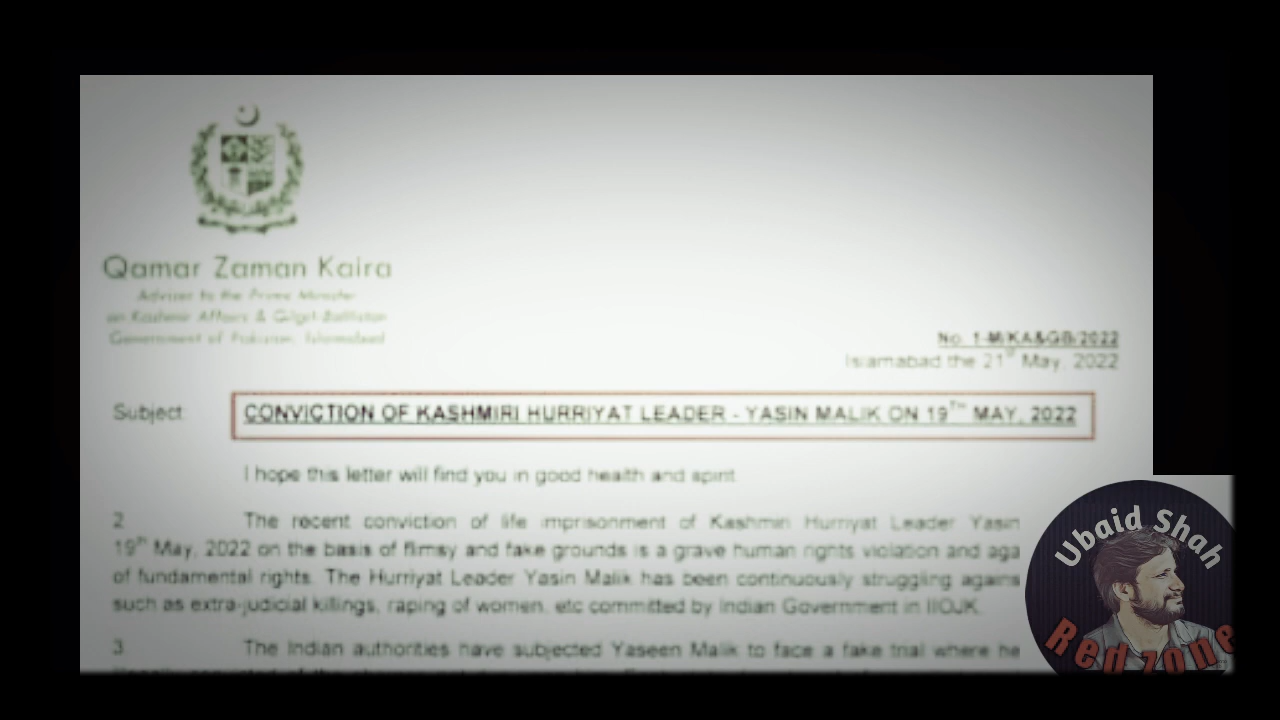 Qamar Zaman Kaira
Adviser to the Prime Minister
on Kashmir Affairs & Gilgit-Baltistan
Government of Pakistan, Islamabad
No. 1-M/KA&GB/2022
Islamabad the 21st May, 2022
Subject: CONVICTION OF KASHMIRI HURRIYAT LEADER - YASIN MALIK ON 19TH MAY, 2022
I hope this letter will find you in good health and spirit.
2 The recent conviction of life imprisonment of Kashmiri Hurriyat Leader Yasin
19th May, 2022 on the basis of flimsy and fake grounds is a grave human rights violation and aga
of fundamental rights. The Hurriyat Leader Yasin Malik has been continuously struggling agains
such as extra-judicial killings, raping of women, etc committed by Indian Government in IIOJK.
3 The Indian authorities have subjected Yaseen Malik to face a fake trial where he
Ubaid Shah
Red zone